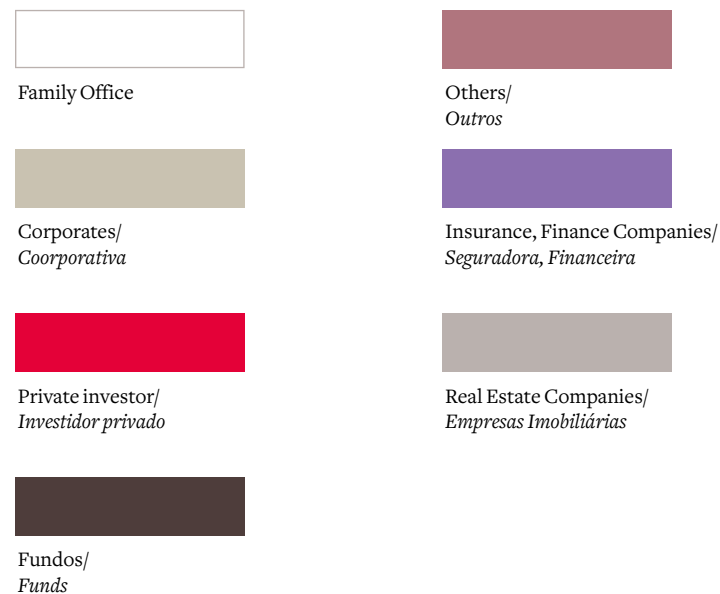 Family Office
Others/
Outros
Corporates/
Coorporativa
Insurance, Finance Companies/
Seguradora, Financeira
Private investor/
Investidor privado
Real Estate Companies/
Empresas Imobiliárias
Fundos/
Funds